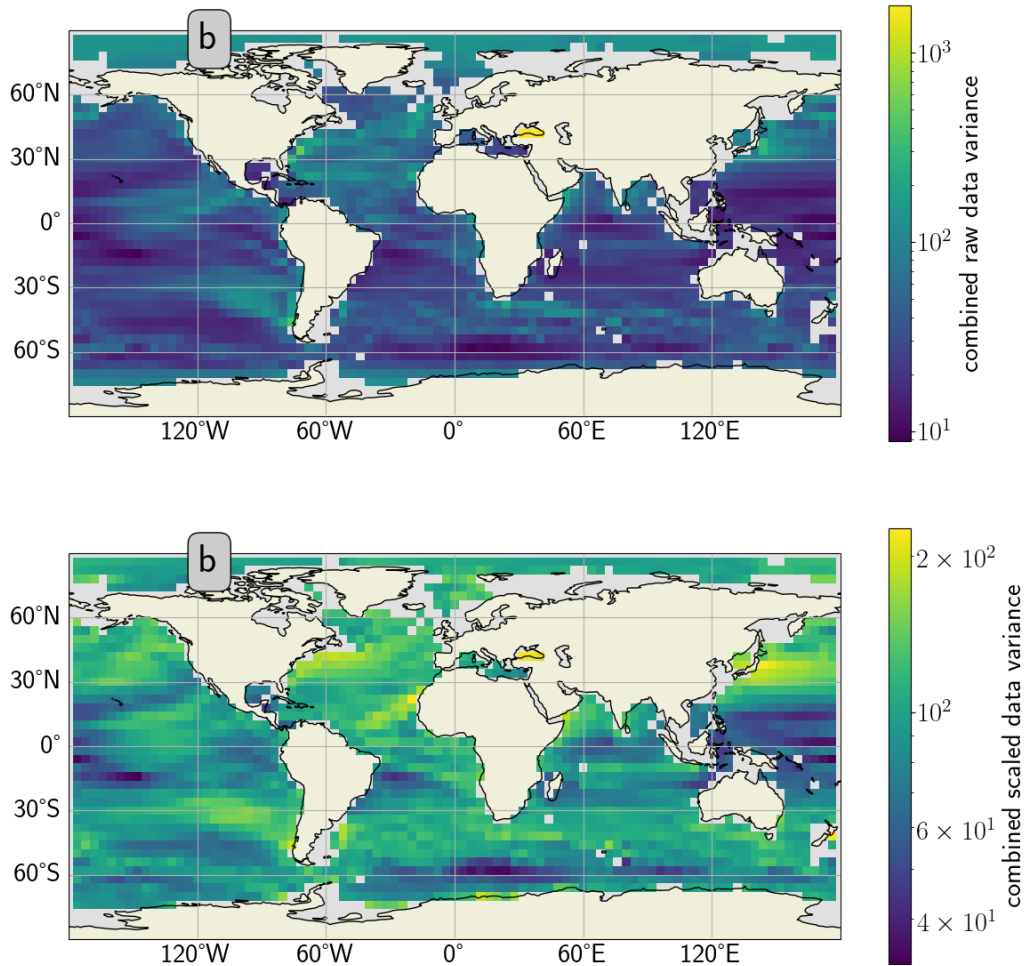 b
60°N
30°N
0°
30°S
60°S
120°W 60°W 0° 60°E 120°E
10³
10²
10¹
combined raw data variance
b
60°N
30°N
0°
30°S
60°S
120°W 60°W 0° 60°E 120°E
2 × 10²
10²
6 × 10¹
4 × 10¹
combined scaled data variance